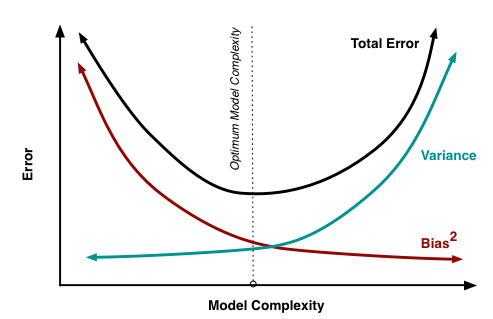 Total Error
Optimum Model Complexity
Variance
Error
Bias²
Model Complexity